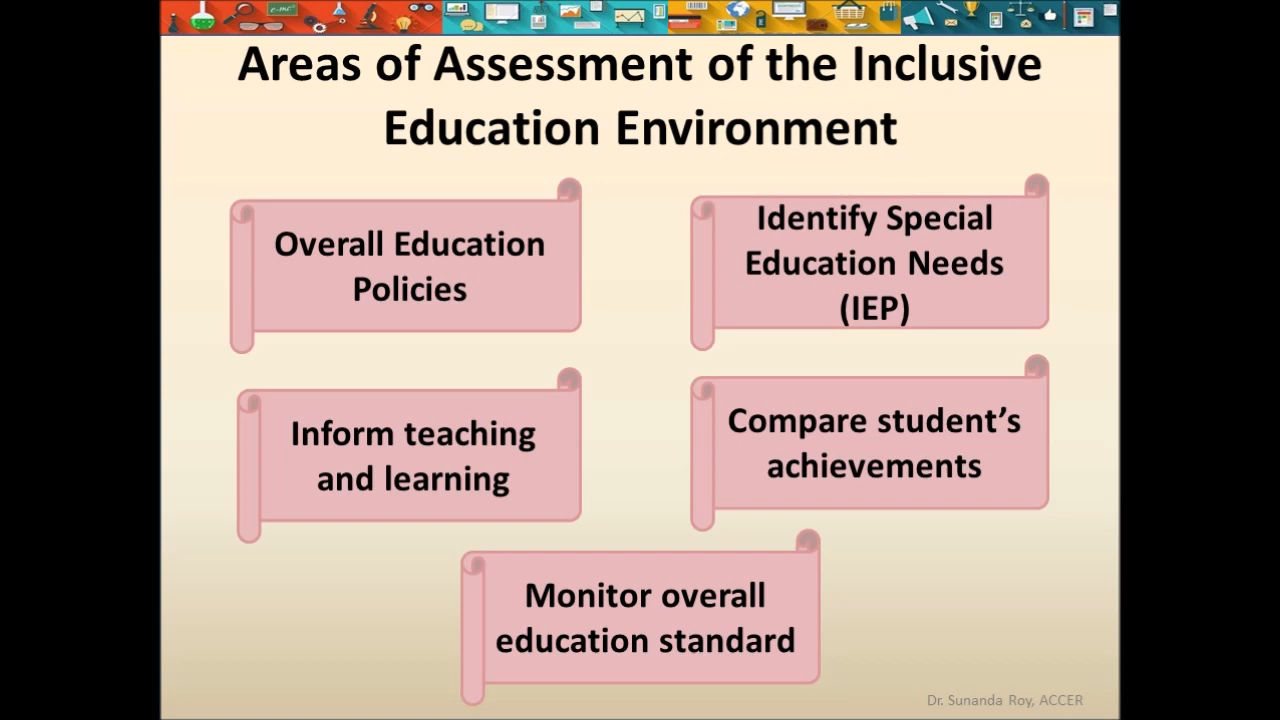 Areas of Assessment of the Inclusive
Education Environment
Overall Education
Policies
Identify Special
Education Needs
(IEP)
Inform teaching
and learning
Compare student's
achievements
Monitor overall
education standard
Dr. Sunanda Roy, ACCER